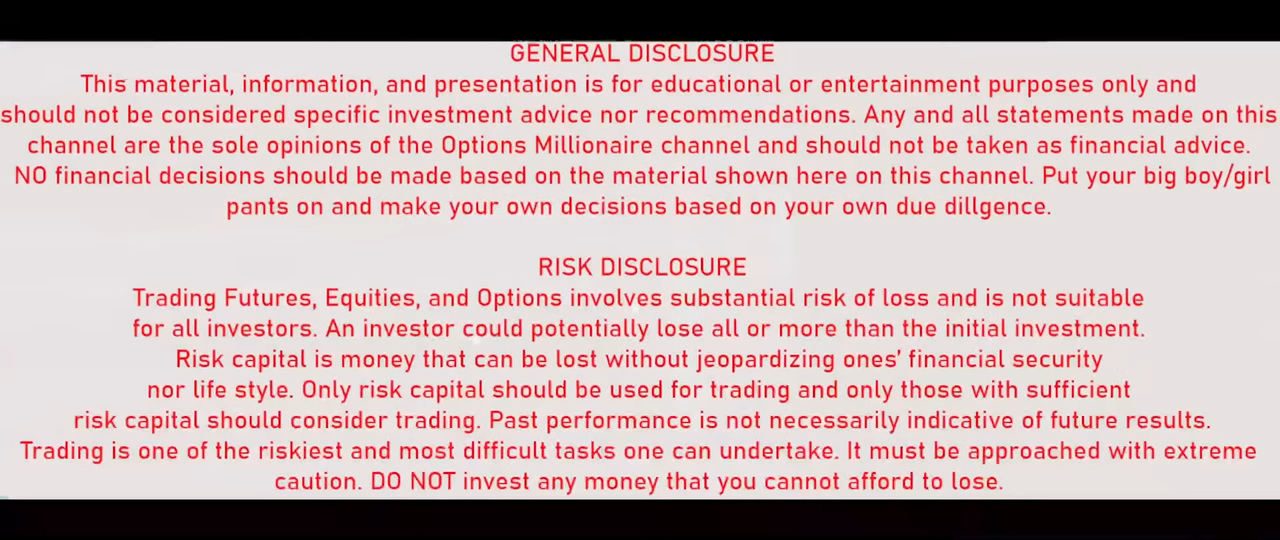 GENERAL DISCLOSURE
This material, information, and presentation is for educational or entertainment purposes only and
should not be considered specific investment advice nor recommendations. Any and all statements made on this
channel are the sole opinions of the Options Millionaire channel and should not be taken as financial advice.
NO financial decisions should be made based on the material shown here on this channel. Put your big boy/girl
pants on and make your own decisions based on your own due dillgence.
RISK DISCLOSURE
Trading Futures, Equities, and Options involves substantial risk of loss and is not suitable
for all investors. An investor could potentially lose all or more than the initial investment.
Risk capital is money that can be lost without jeopardizing ones’ financial security
nor life style. Only risk capital should be used for trading and only those with sufficient
risk capital should consider trading. Past performance is not necessarily indicative of future results.
Trading is one of the riskiest and most difficult tasks one can undertake. It must be approached with extreme
caution. DO NOT invest any money that you cannot afford to lose.